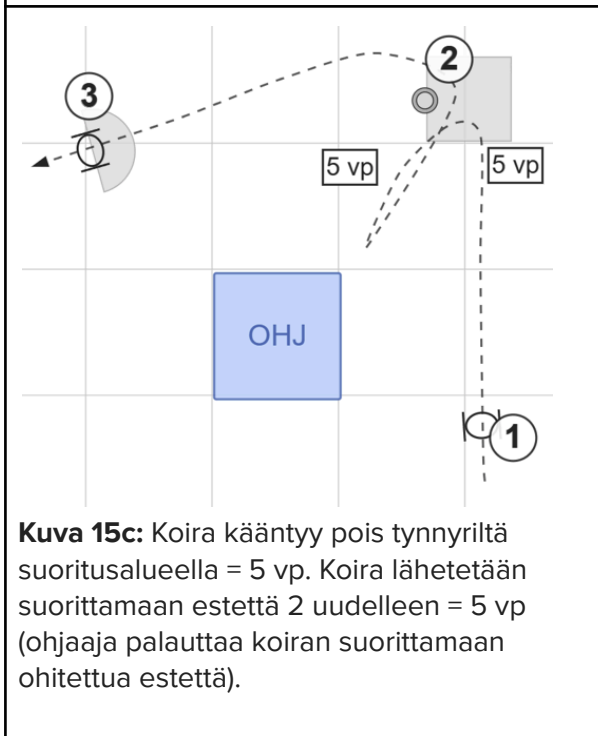 2
3
5 vp
5 vp
OHJ
1
Kuva 15c: Koira kääntyy pois tynnyriltä
suoritusalueella = 5 vp. Koira lähetetään
suorittamaan estettä 2 uudelleen = 5 vp
(ohjaaja palauttaa koiran suorittamaan
ohitettua estettä).